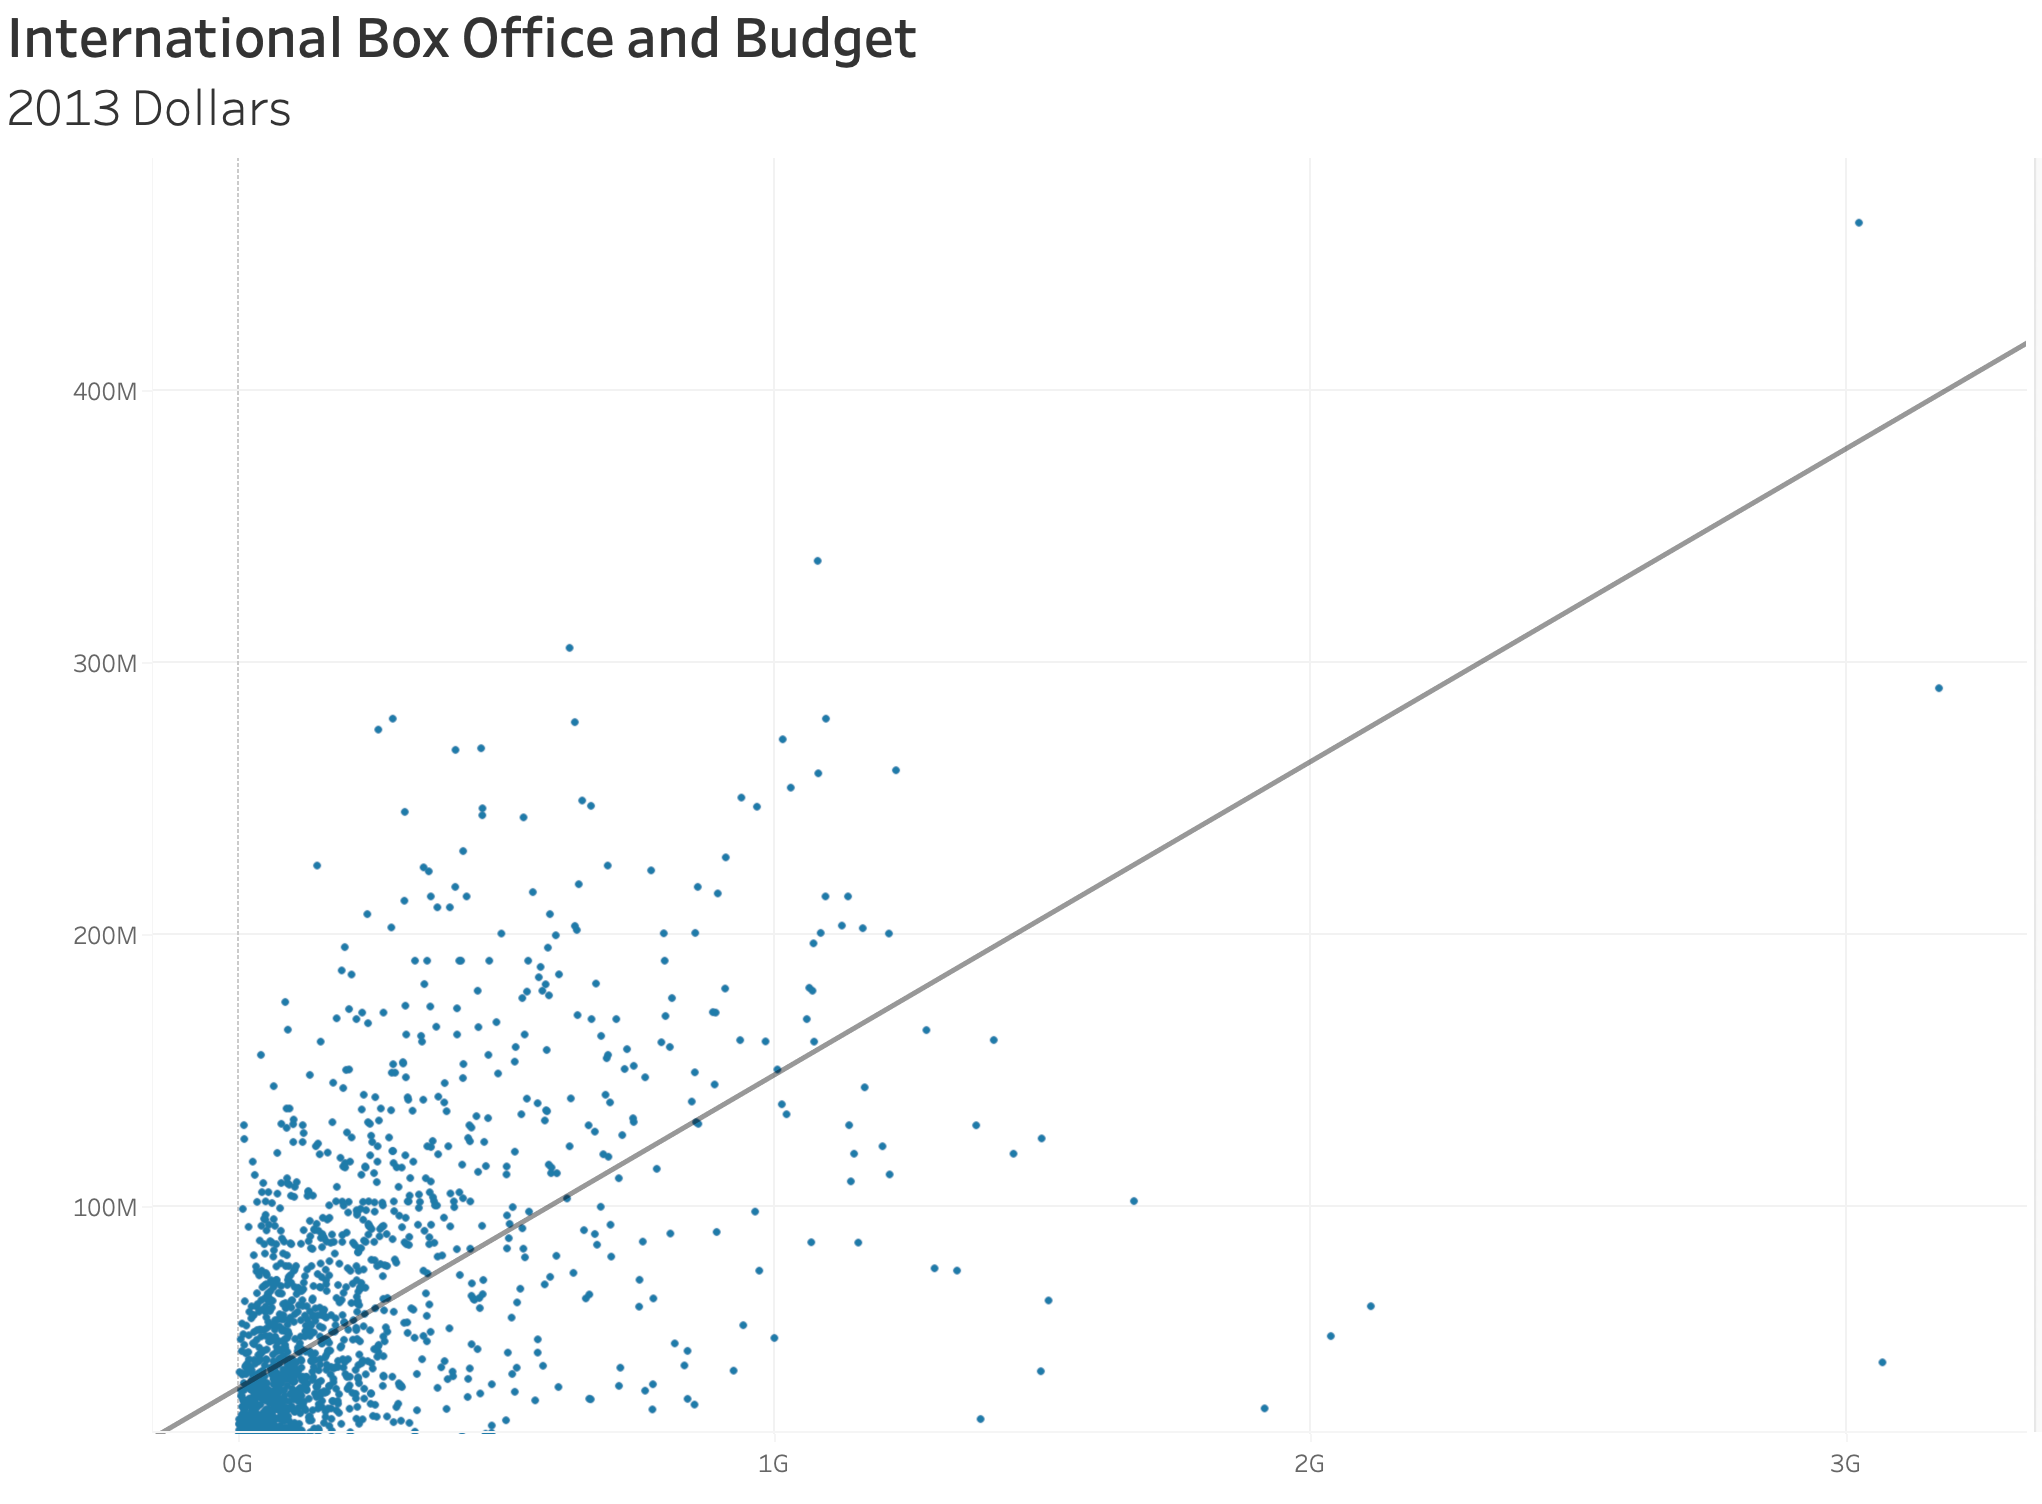 International Box Office and Budget
2013 Dollars
400M
300M
200M
100M
0G
1G
2G
3G